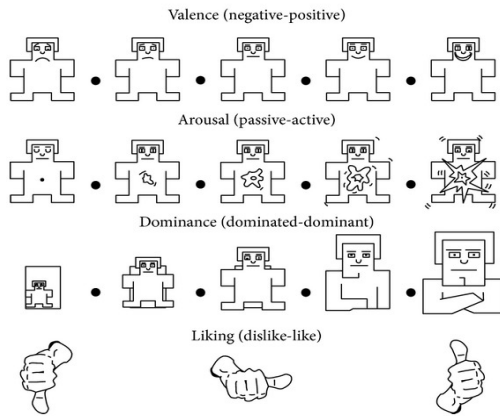 Valence (negative-positive)
Arousal (passive-active)
Dominance (dominated-dominant)
Liking (dislike-like)